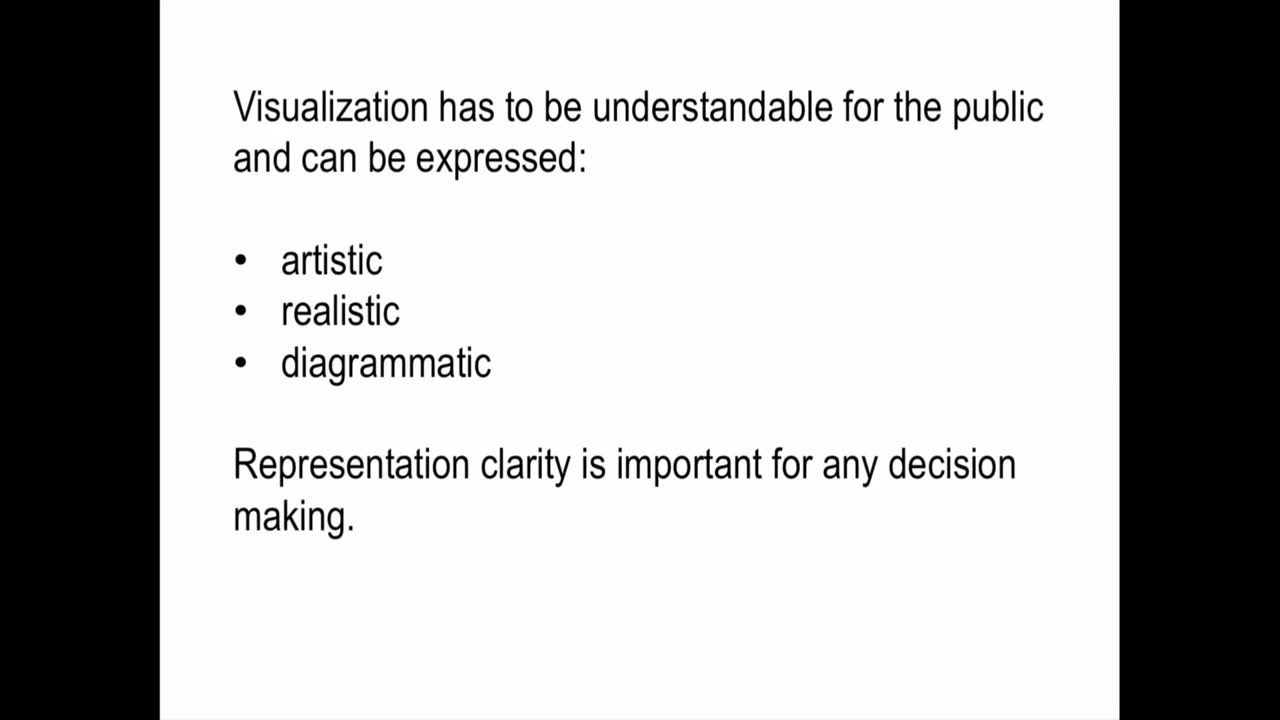 Visualization has to be understandable for the public
and can be expressed:
• artistic
• realistic
• diagrammatic
Representation clarity is important for any decision
making.